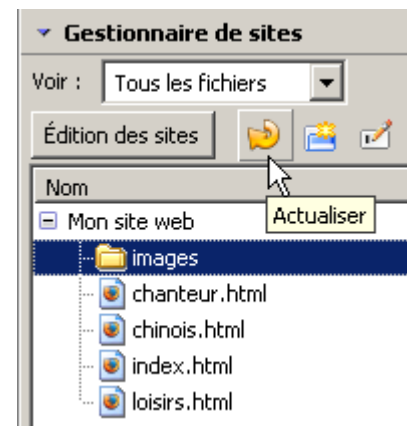 Gestionnaire de sites
Voir : Tous les fichiers
Édition des sites
Nom
Actualiser
Mon site web
images
chanteur.html
chinois.html
index.html
loisirs.html